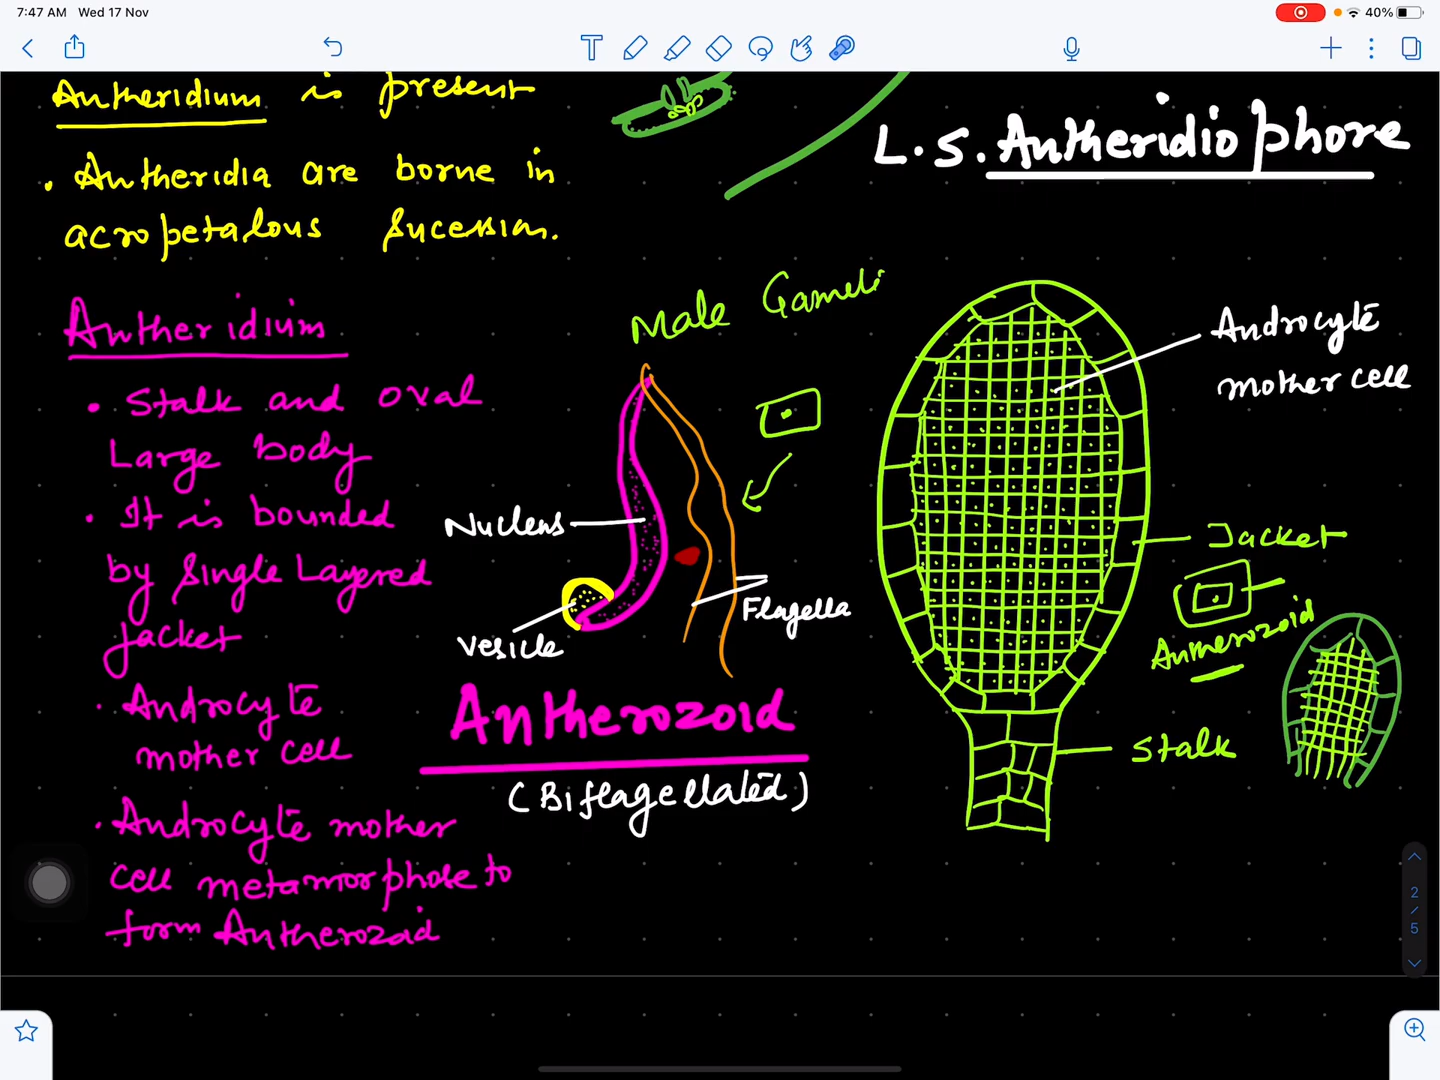 7:47 AM Wed 17 Nov
40%
Antheridium is present
. Antheridia are borne in
acropetalous Sucession.
L.S. Antheridiophore
Antheridium
• Stalk and oval
Large body
• It is bounded
by Single Layered
jacket
• Androcyte
mother cell
• Androcyte mother
cell metamorphose to
form Antherozoid
Male Gamete
Nucleus
Vesicle
Flagella
Antherozoid
(Biflagellated)
Androcyte
mother cell
Jacket
Antherozoid
Stalk
2
/
5